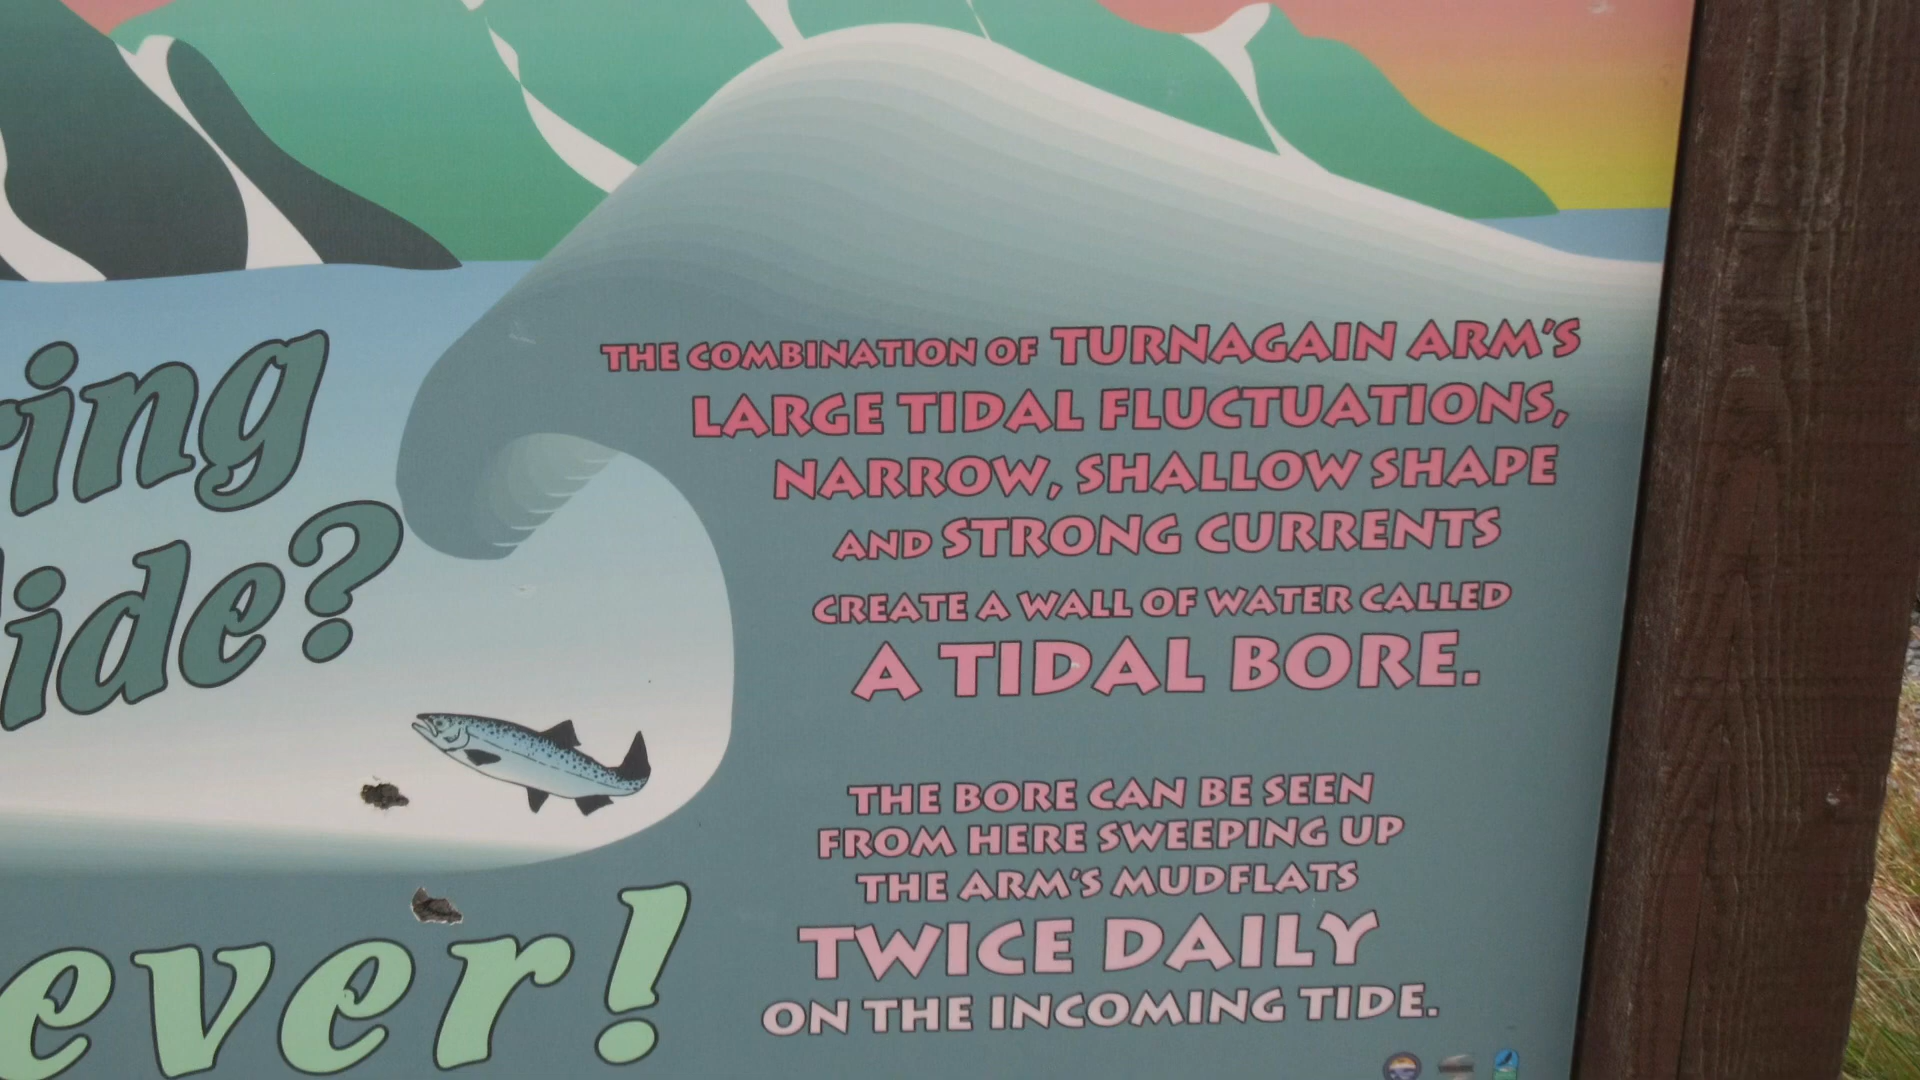 ring
ide?
THE COMBINATION OF TURNAGAIN ARM'S
LARGE TIDAL FLUCTUATIONS,
NARROW, SHALLOW SHAPE
AND STRONG CURRENTS
CREATE A WALL OF WATER CALLED
A TIDAL BORE.
THE BORE CAN BE SEEN
FROM HERE SWEEPING UP
THE ARM'S MUDFLATS
TWICE DAILY
ON THE INCOMING TIDE.
ever!